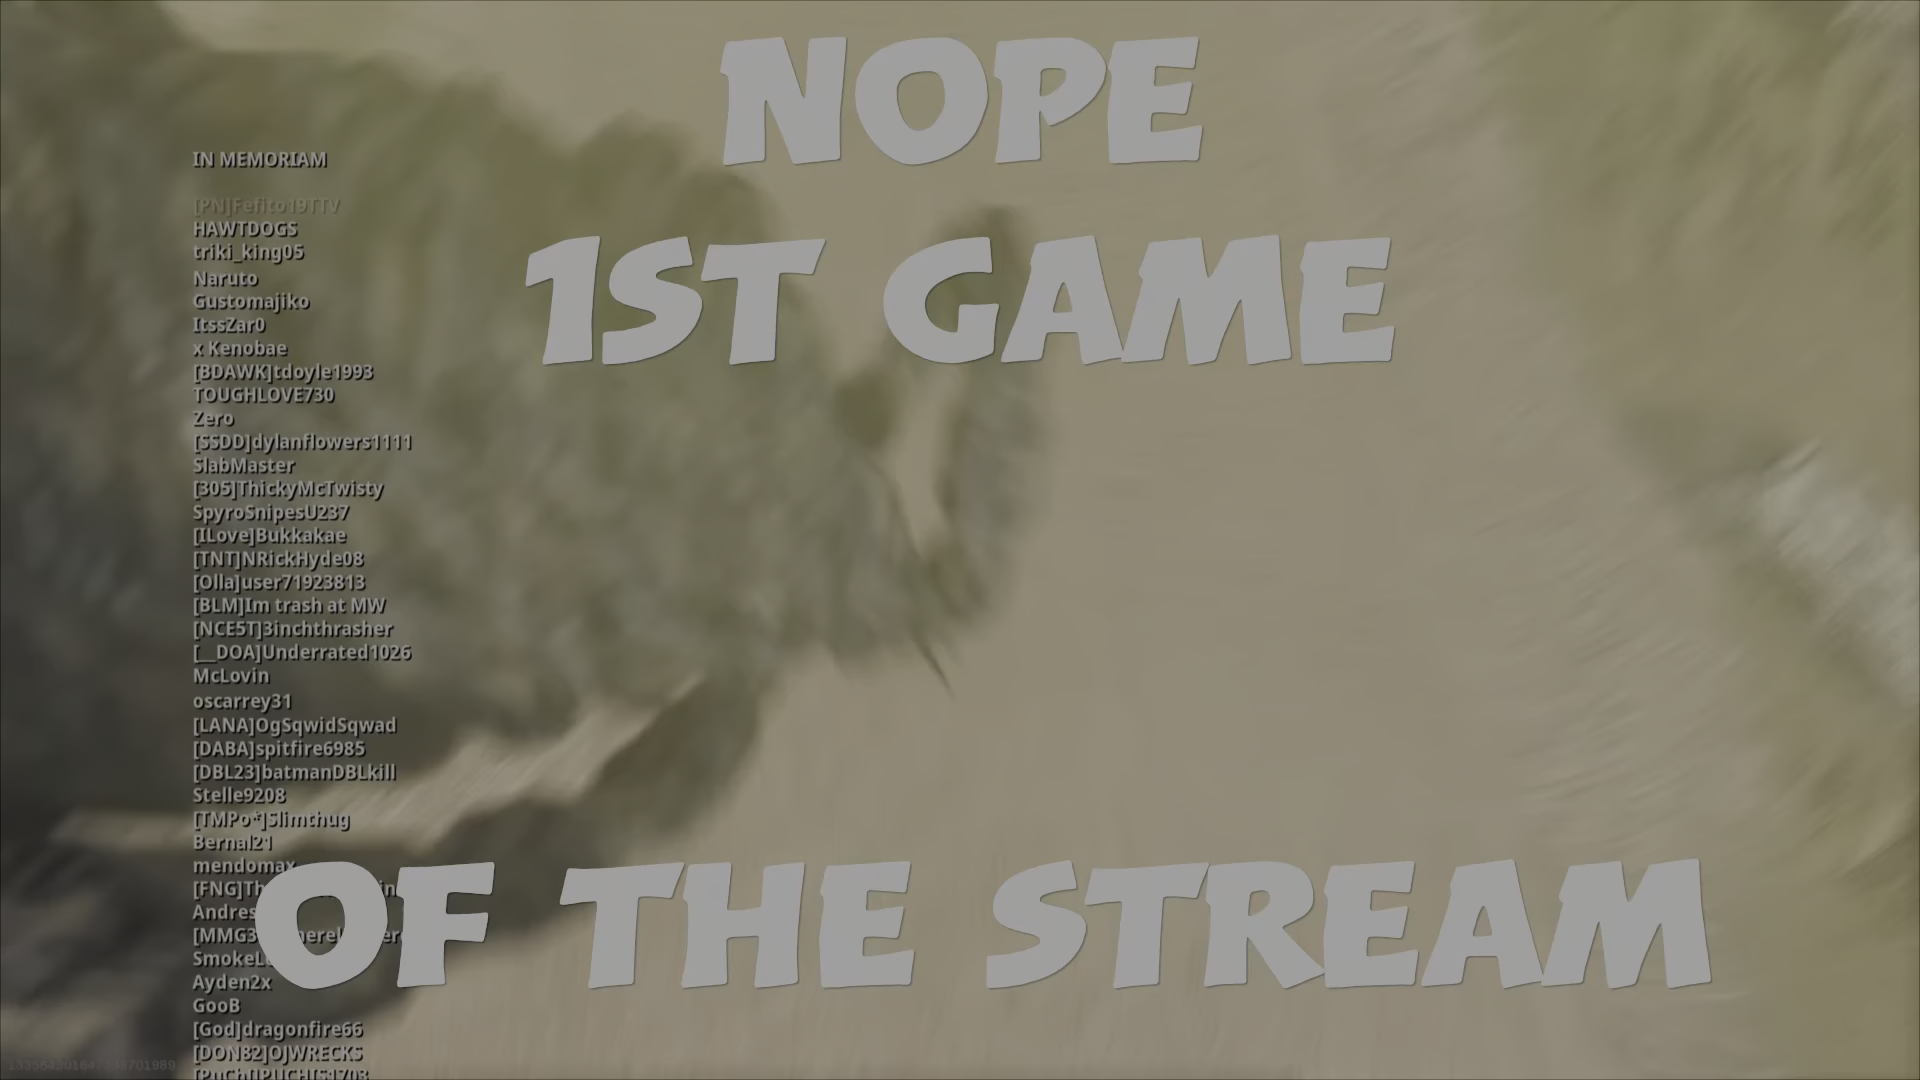 NOPE
1ST GAME
OF THE STREAM
IN MEMORIAM
[PN]Fefito19TTV
HAWTDOGS
triki_king05
Naruto
Gustomajiko
ItssZar0
x Kenobae
[BDAWK]tdoyle1993
TOUGHLOVE730
Zero
[SSDD]dylanflowers1111
SlabMaster
[305]ThickyMcTwisty
SpyroSnipesU237
[ILove]Bukkakae
[TNT]NRickHyde08
[Olla]user71923813
[BLM]Im trash at MW
[NCE5T]3inchthrasher
[__DOA]Underrated1026
McLovin
oscarrey31
[LANA]OgSqwidSqwad
[DABA]spitfire6985
[DBL23]batmanDBLkill
Stelle9208
[TMPo*]Slimthug
Bernal21
mendomax
Ayden2x
GooB
[God]dragonfire66
[DON82]OJWRECKS